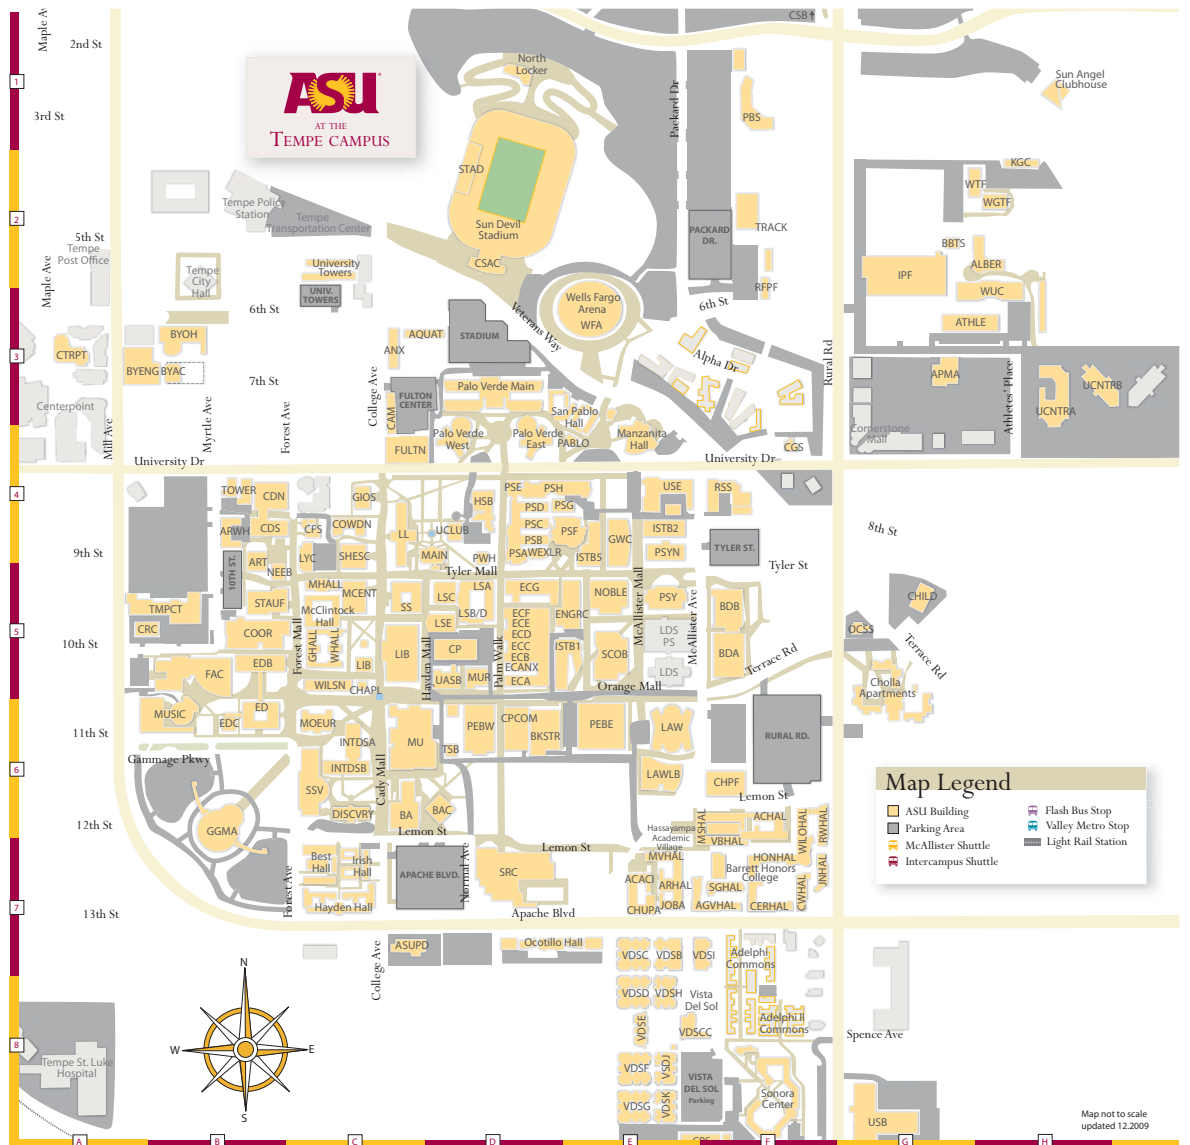 CSB
Maple Av
2nd St
1
3rd St
ASU
AT THE
TEMPE CAMPUS
North
Locker
Packard Dr
PBS
Sun Angel
Clubhouse
STAD
Sun Devil
Stadium
CSAC
KGC
WTF
WGTF
2
Tempe Police
Station
Tempe
Transportation Center
PACKARD
DR.
TRACK
5th St
Tempe
Post Office
Maple Ave
Tempe
City
Hall
University
Towers
UNIV.
TOWERS
BBTS
ALBER
IPF
WUC
RFPF
6th St
6th St
Wells Fargo
Arena
WFA
Veterans Way
ATHLE
3
CTRPT
BYOH
BYENG
BYAC
ANX
AQUAT
STADIUM
Alpha Dr
Rural Rd
7th St
College Ave
FULTON
CENTER
CAM
Palo Verde Main
San Pablo
Hall
APMA
Athletes' Place
UCNTRB
UCNTRA
Centerpoint
Mill Ave
Myrtle Ave
Forest Ave
FULTN
Palo Verde
West
Palo Verde
East
PABLO
Manzanita
Hall
CGS
Cornerstone
Mall
University Dr
University Dr
4
TOWER
CDN
GIOS
HSB
PSE
PSH
PSD
PSG
USE
RSS
ARWH
CDS
CFS
COWDN
LL
UCLUB
PSC
PSF
PSB
GWC
ISTB2
8th St
9th St
10TH ST.
ART
NEEB
LYC
SHESC
MAIN
PWH
PSA
WEXLR
ISTB5
PSYN
TYLER ST.
Tyler St
Tyler Mall
TMPCT
CRC
STAUF
MHALL
MCENT
McClintock
Hall
SS
LSC
LSA
LSB/D
LSE
ECG
ECF
ECE
ECD
ECC
ECB
ECANX
ECA
ENGRC
NOBLE
McAllister Mall
PSY
McAllister Ave
BDB
CHILD
5
10th St
COOR
Forest Mall
GHALL
WHALL
LIB
LIB
Hayden Mall
CP
Palm Walk
ISTB1
SCOB
LDS
PS
LDS
BDA
Terrace Rd
OCSS
Terrace Rd
EDB
FAC
WILSN
CHAPL
UASB
MUR
Orange Mall
Cholla
Apartments
MUSIC
EDC
ED
MOEUR
INTDSA
MU
TSB
PEBW
CPCOM
BKSTR
PEBE
LAW
RURAL RD.
11th St
Gammage Pkwy
6
INTDSB
SSV
Cady Mall
LAWLB
CHPF
Lemon St
Map Legend
ASU Building
Parking Area
McAllister Shuttle
Intercampus Shuttle
Flash Bus Stop
Valley Metro Stop
Light Rail Station
12th St
GGMA
DISCVRY
BA
BAC
Lemon St
Lemon St
Hassayampa
Academic
Village
MSHAL
ACHAL
VBHAL
WILOHAL
RWHAL
Best
Hall
Irish
Hall
APACHE BLVD.
Normal Ave
SRC
MVHAL
HONHAL
Barrett Honors
College
ACACI
ARHAL
SGHAL
CWHAL
JNHAL
7
13th St
Forest Ave
Hayden Hall
Apache Blvd
CHUPA
JOBA
AGVHAL
CERHAL
College Ave
ASUPD
Ocotillo Hall
VDSC
VDSB
VDSI
Adelphi
Commons
N
W
E
S
VDSD
VDSH
Vista
Del Sol
VDSE
VDSCC
Adelphi II
Commons
Spence Ave
8
Tempe St. Luke
Hospital
VDSF
VSDJ
VISTA
DEL SOL
Parking
Sonora
Center
VDSG
VDSK
USB
Map not to scale
updated 12.2009
A
B
C
D
E
F
G
H